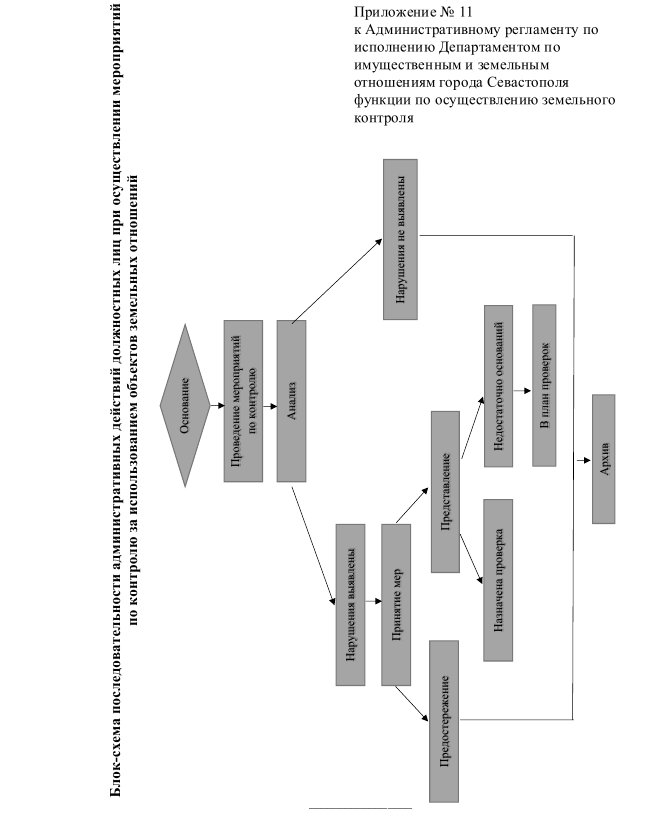 Приложение № 11
к Административному регламенту по
исполнению Департаментом по
имущественным и земельным
отношениям города Севастополя
функции по осуществлению земельного
контроля
Блок-схема последовательности административных действий должностных лиц при осуществлении мероприятий
по контролю за использованием объектов земельных отношений
Основание
Проведение мероприятий
по контролю
Анализ
Нарушения выявлены
Нарушения не выявлены
Принятие мер
Предостережение
Представление
Назначена проверка
Недостаточно оснований
В план проверок
Архив